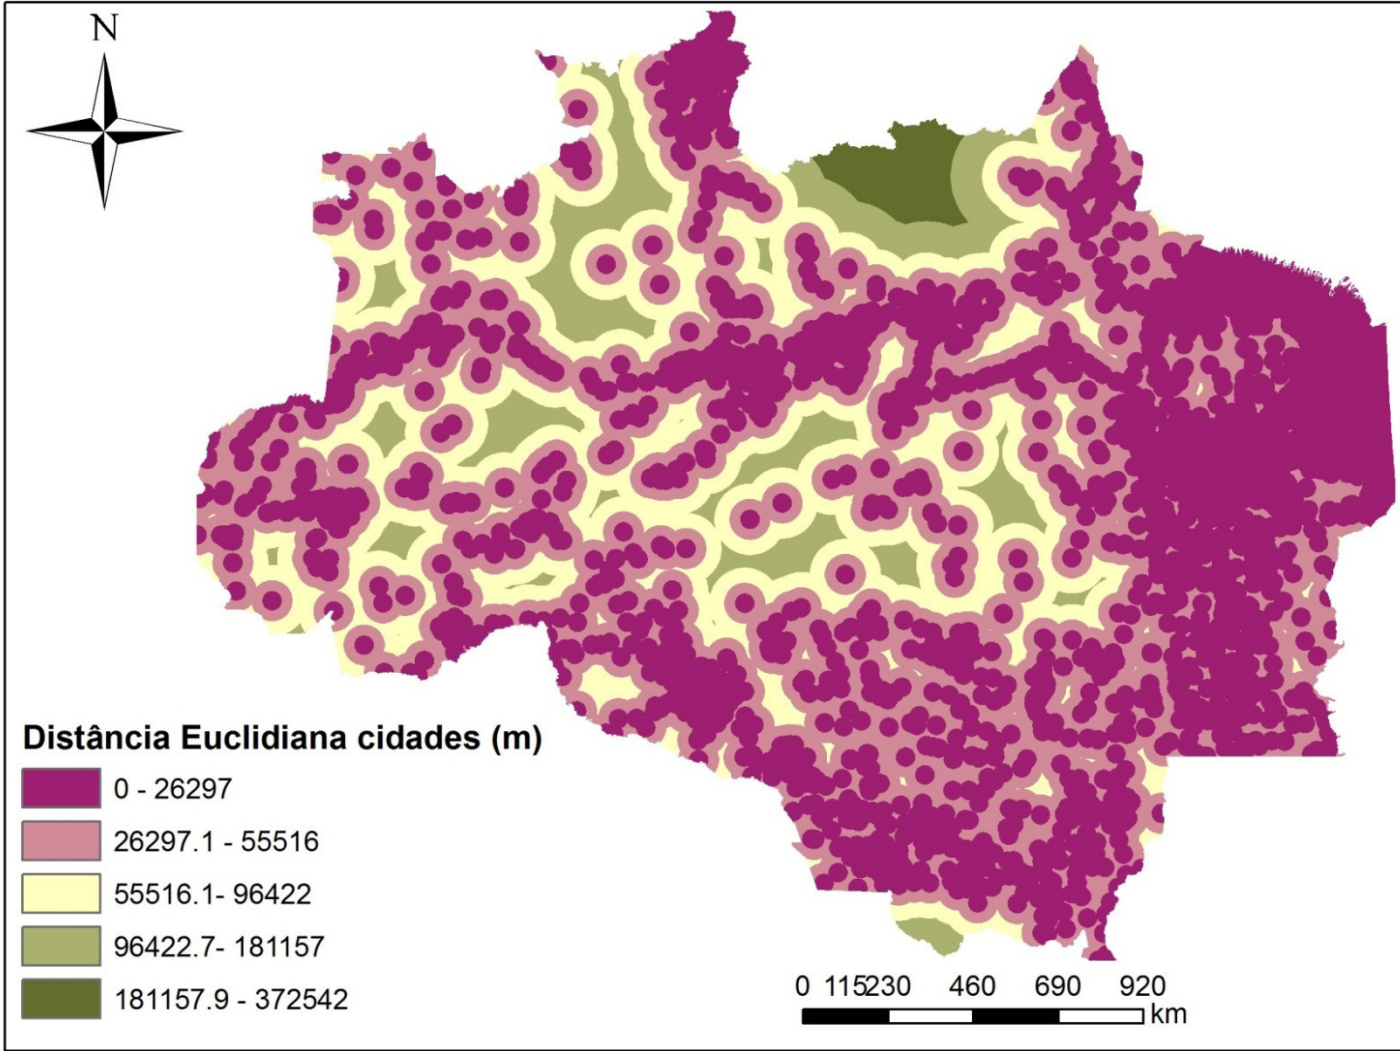 N
Distância Euclidiana cidades (m)
0 - 26297
26297.1 - 55516
55516.1- 96422
96422.7- 181157
181157.9 - 372542
0 115230 460 690 920
km